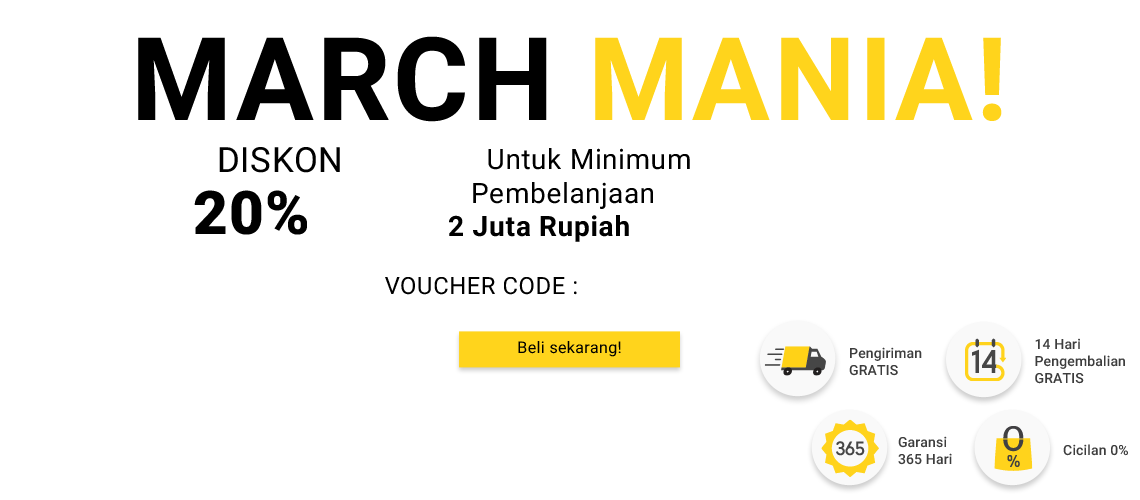 MARCH MANIA!
DISKON
20%
Untuk Minimum
Pembelanjaan
2 Juta Rupiah
VOUCHER CODE :
Beli sekarang!
Pengiriman
GRATIS
14
14 Hari
Pengembalian
GRATIS
365
Garansi
365 Hari
0
%
Cicilan 0%